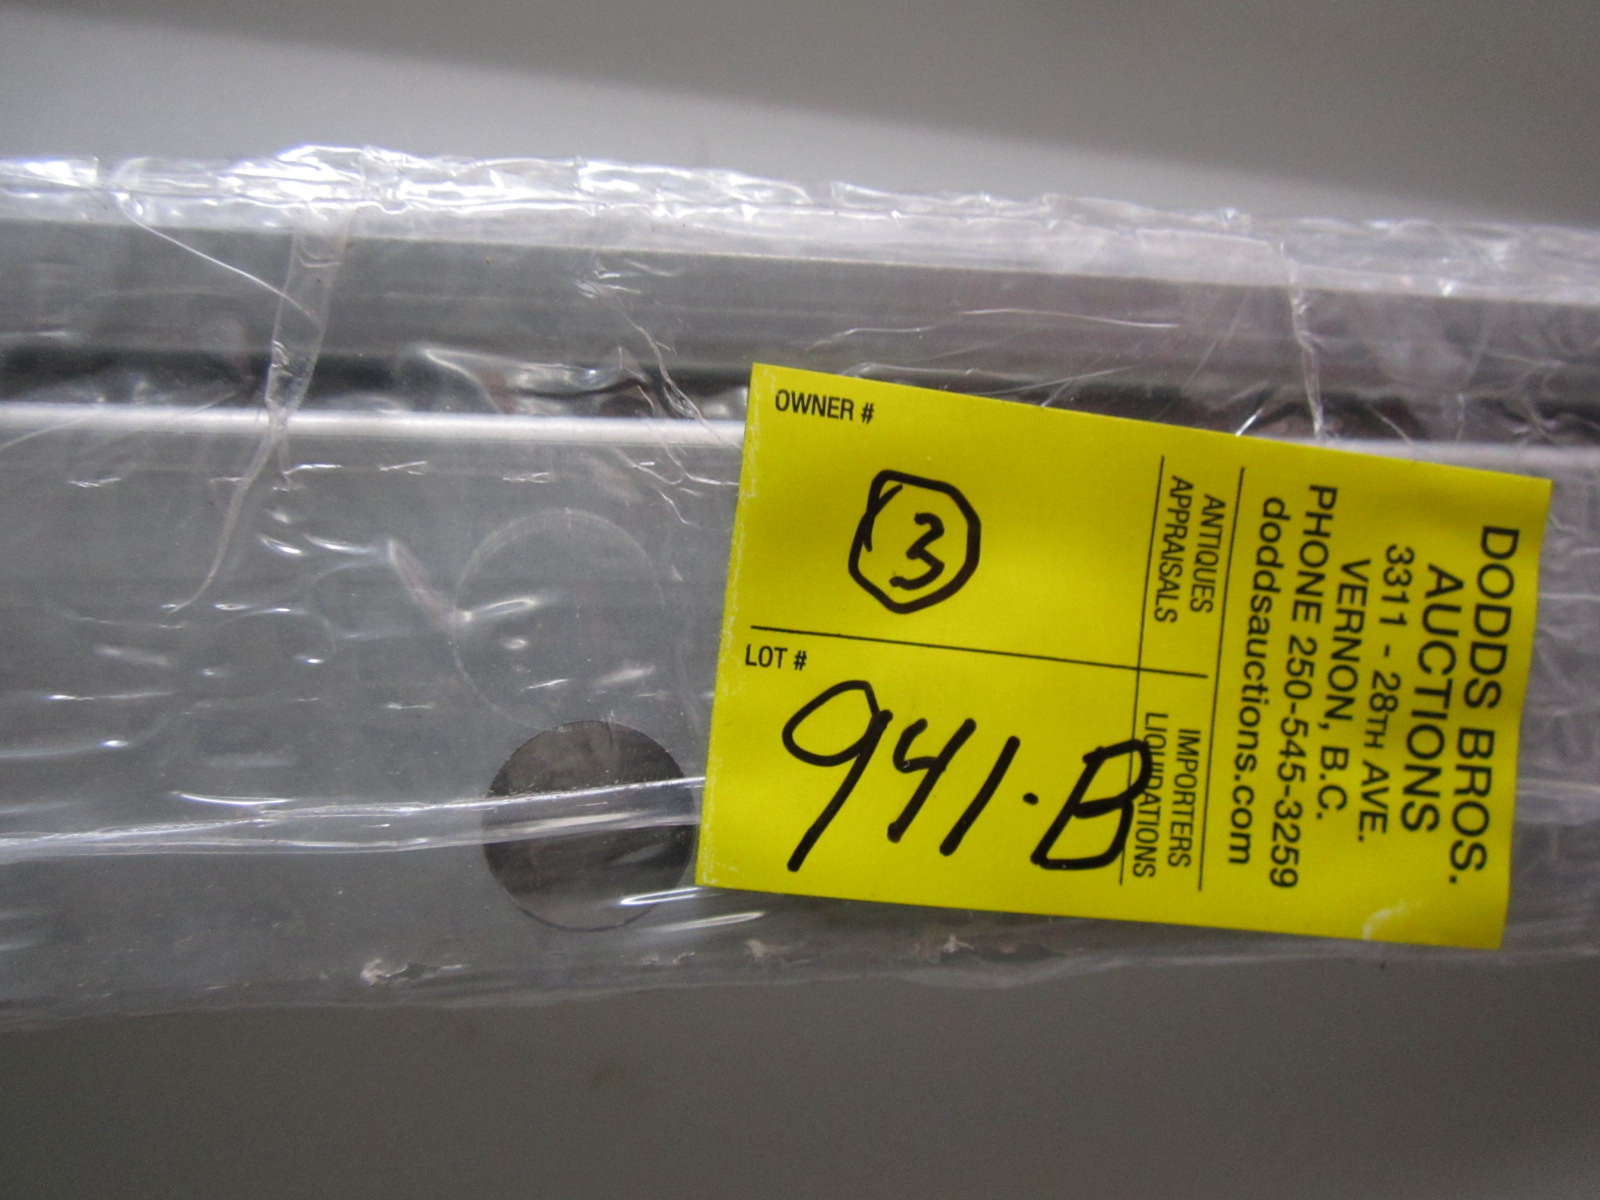 OWNER #
3
LOT #
941-B
DODDS BROS.
AUCTIONS
3311 - 28TH AVE.
VERNON, B.C.
PHONE 250-545-3259
doddsauctions.com
ANTIQUES
APPRAISALS
IMPORTERS
LIQUIDATIONS